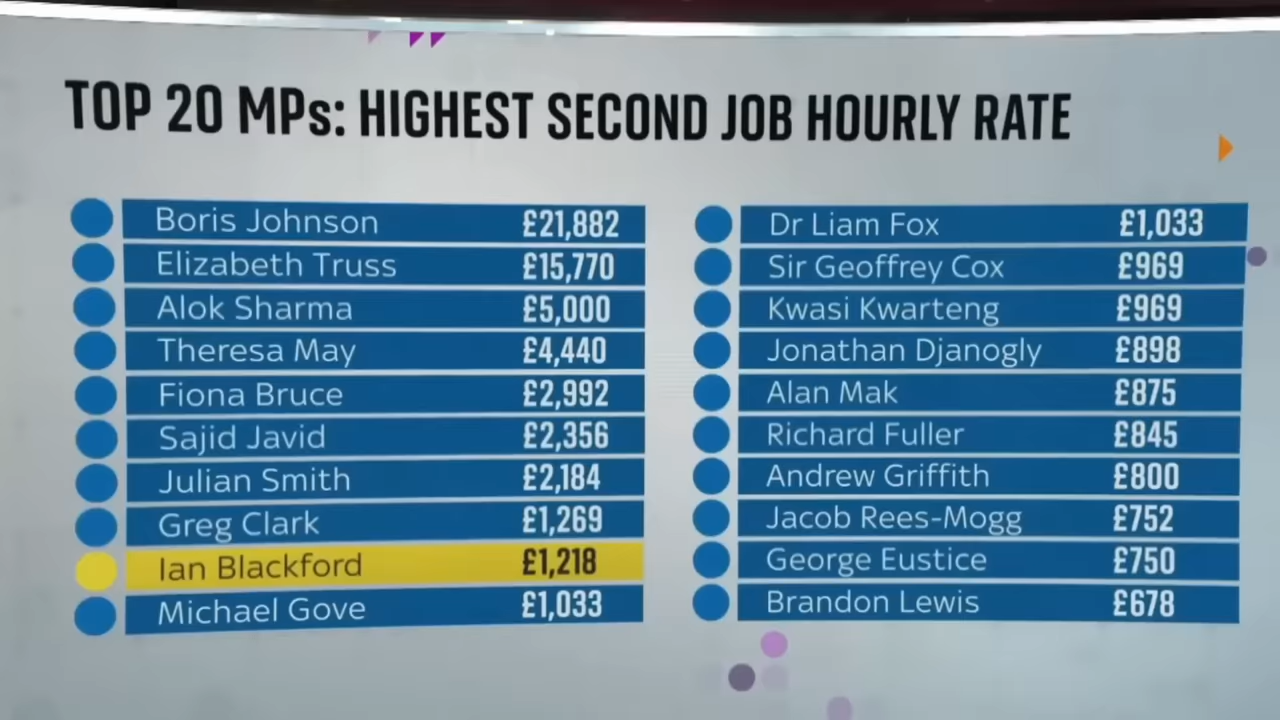 TOP 20 MPs: HIGHEST SECOND JOB HOURLY RATE
Boris Johnson £21,882
Elizabeth Truss £15,770
Alok Sharma £5,000
Theresa May £4,440
Fiona Bruce £2,992
Sajid Javid £2,356
Julian Smith £2,184
Greg Clark £1,269
Ian Blackford £1,218
Michael Gove £1,033
Dr Liam Fox £1,033
Sir Geoffrey Cox £969
Kwasi Kwarteng £969
Jonathan Djanogly £898
Alan Mak £875
Richard Fuller £845
Andrew Griffith £800
Jacob Rees-Mogg £752
George Eustice £750
Brandon Lewis £678